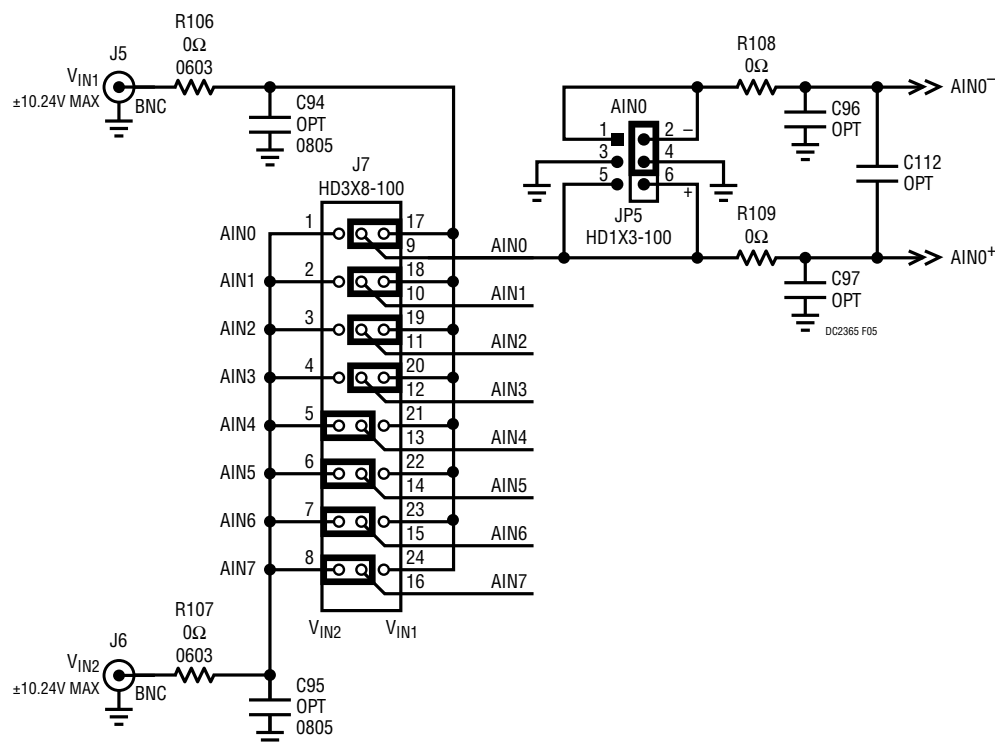 J5
V_IN1
±10.24V MAX
BNC
R106
0Ω
0603
C94
OPT
0805
J7
HD3X8-100
AIN0 1 17
9 AIN0
AIN1 2 18
10 AIN1
AIN2 3 19
11 AIN2
AIN3 4 20
12 AIN3
AIN4 5 21
13 AIN4
AIN5 6 22
14 AIN5
AIN6 7 23
15 AIN6
AIN7 8 24
16 AIN7
V_IN2 V_IN1
J6
V_IN2
±10.24V MAX
BNC
R107
0Ω
0603
C95
OPT
0805
AIN0
1 2 –
3 4
5 6 +
JP5
HD1X3-100
R108
0Ω
AIN0–
C96
OPT
C112
OPT
R109
0Ω
AIN0+
C97
OPT
DC2365 F05